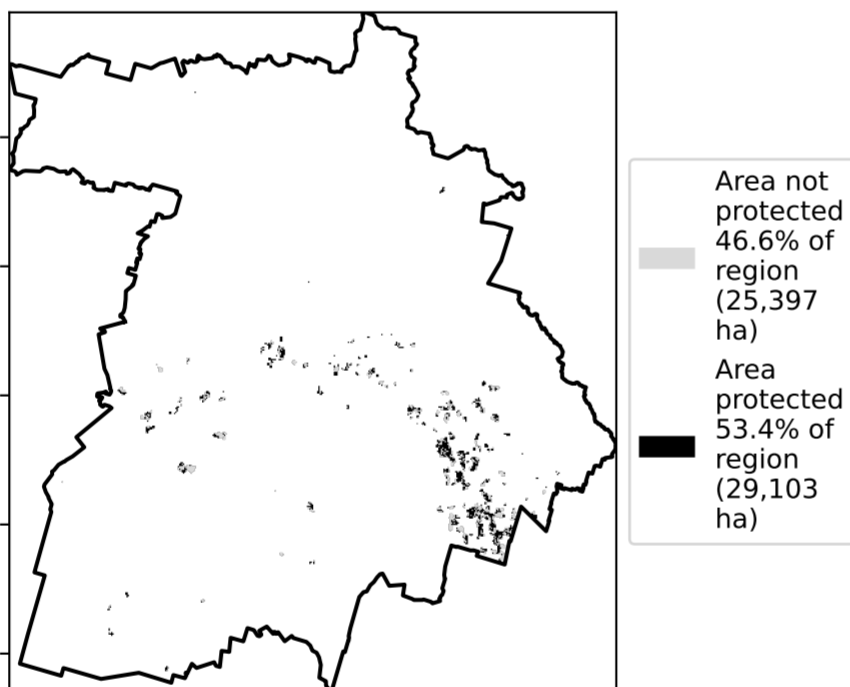 Area not
protected
46.6% of
region
(25,397
ha)
Area
protected
53.4% of
region
(29,103
ha)